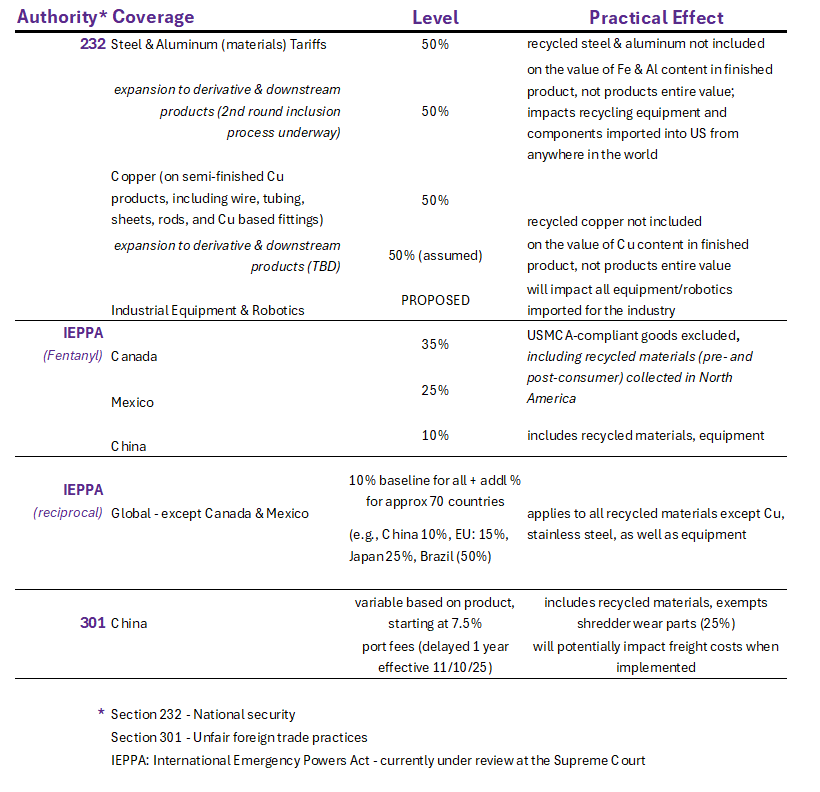 Authority* Coverage Level Practical Effect
232 Steel & Aluminum (materials) Tariffs 50% recycled steel & aluminum not included
expansion to derivative & downstream
products (2nd round inclusion
process underway)
50%
on the value of Fe & Al content in finished
product, not products entire value;
impacts recycling equipment and
components imported into US from
anywhere in the world
Copper (on semi-finished Cu
products, including wire, tubing,
sheets, rods, and Cu based fittings)
50%
recycled copper not included
expansion to derivative & downstream
products (TBD)
50% (assumed)
on the value of Cu content in finished
product, not products entire value
Industrial Equipment & Robotics
PROPOSED
will impact all equipment/robotics
imported for the industry
IEPPA
(Fentanyl) Canada
35%
USMCA-compliant goods excluded,
including recycled materials (pre- and
post-consumer) collected in North
America
Mexico
25%
China
10%
includes recycled materials, equipment
IEPPA
(reciprocal) Global - except Canada & Mexico
10% baseline for all + addl %
for approx 70 countries
(e.g., China 10%, EU: 15%,
Japan 25%, Brazil (50%)
applies to all recycled materials except Cu,
stainless steel, as well as equipment
301 China
variable based on product,
starting at 7.5%
includes recycled materials, exempts
shredder wear parts (25%)
port fees (delayed 1 year
effective 11/10/25)
will potentially impact freight costs when
implemented
* Section 232 - National security
Section 301 - Unfair foreign trade practices
IEPPA: International Emergency Powers Act - currently under review at the Supreme Court